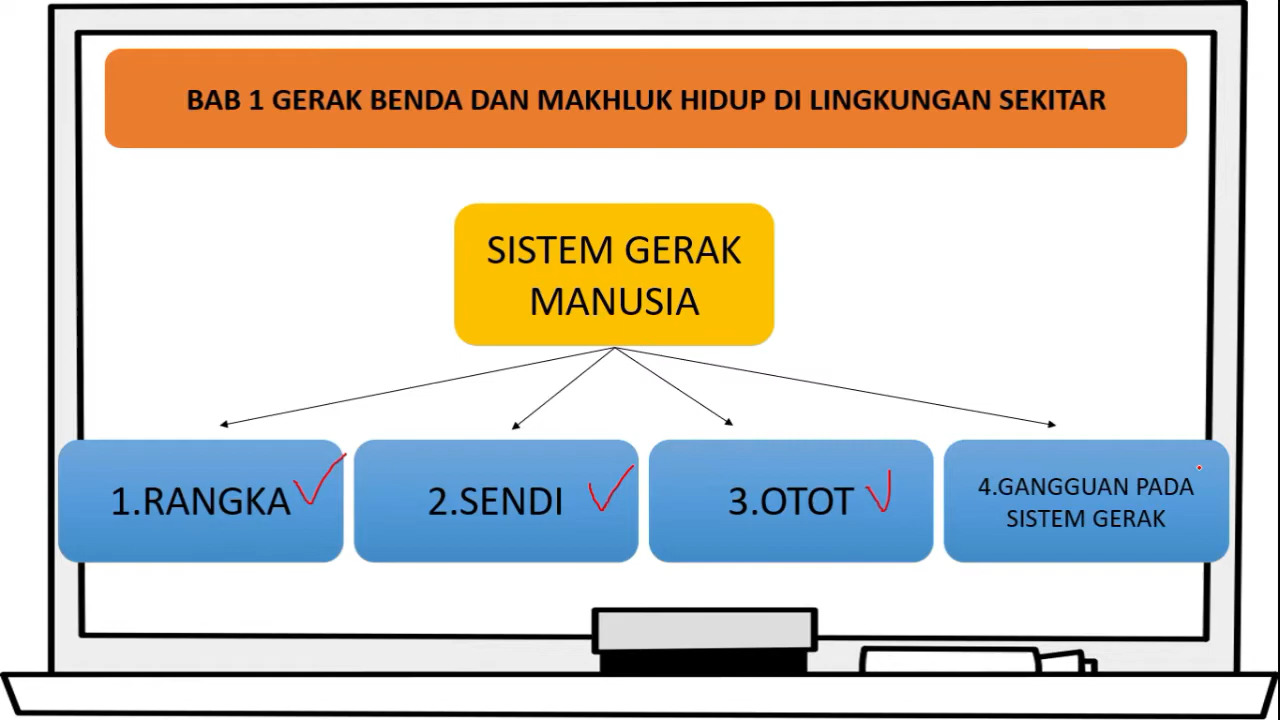 BAB 1 GERAK BENDA DAN MAKHLUK HIDUP DI LINGKUNGAN SEKITAR
SISTEM GERAK
MANUSIA
1.RANGKA
2.SENDI
3.OTOT
4.GANGGUAN PADA
SISTEM GERAK